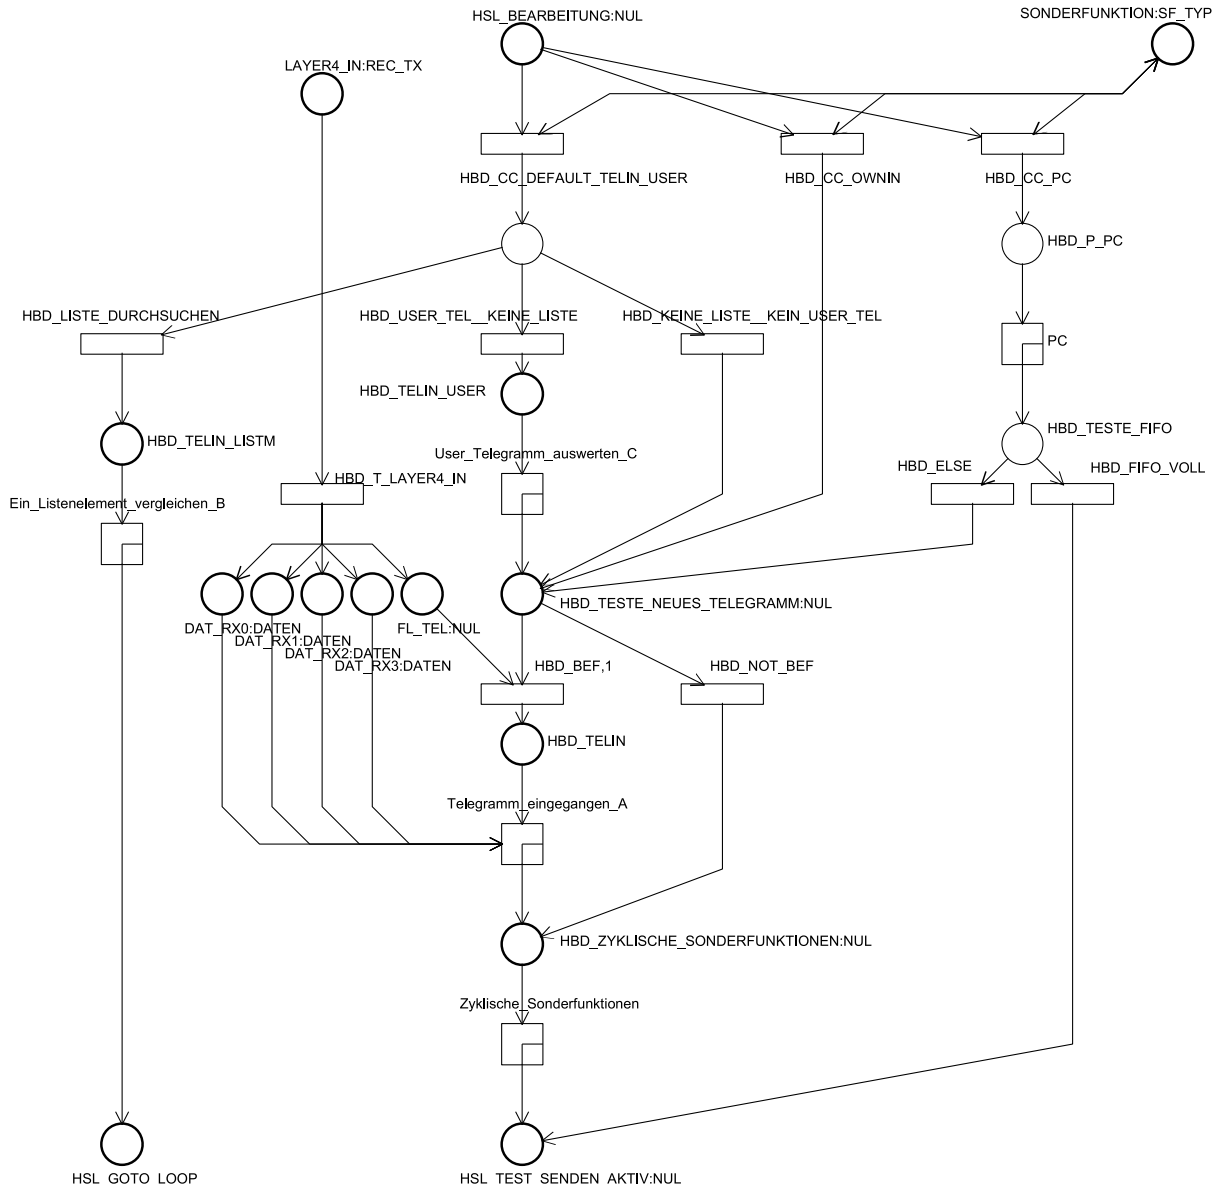 HSL_BEARBEITUNG:NUL
SONDERFUNKTION:SF_TYP
LAYER4_IN:REC_TX
HBD_CC_DEFAULT_TELIN_USER
HBD_CC_OWNIN
HBD_CC_PC
HBD_P_PC
HBD_LISTE_DURCHSUCHEN
HBD_USER_TEL__KEINE_LISTE
HBD_KEINE_LISTE__KEIN_USER_TEL
PC
HBD_TELIN_USER
HBD_TESTE_FIFO
HBD_TELIN_LISTM
User_Telegramm_auswerten_C
HBD_ELSE
HBD_FIFO_VOLL
HBD_T_LAYER4_IN
Ein_Listenelement_vergleichen_B
HBD_TESTE_NEUES_TELEGRAMM:NUL
DAT_RX0:DATEN
FL_TEL:NUL
DAT_RX1:DATEN
DAT_RX2:DATEN
DAT_RX3:DATEN
HBD_BEF,1
HBD_NOT_BEF
HBD_TELIN
Telegramm_eingegangen_A
HBD_ZYKLISCHE_SONDERFUNKTIONEN:NUL
Zyklische_Sonderfunktionen
HSL_GOTO_LOOP
HSL_TEST_SENDEN_AKTIV:NUL